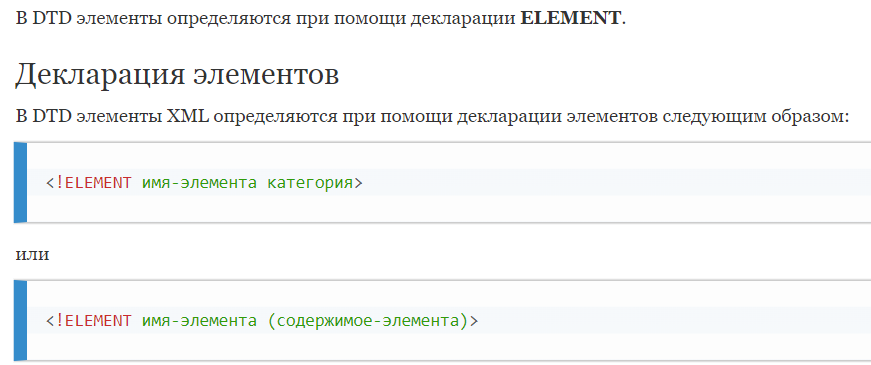 В DTD элементы определяются при помощи декларации ELEMENT.
Декларация элементов
В DTD элементы XML определяются при помощи декларации элементов следующим образом:
<!ELEMENT имя-элемента категория>
или
<!ELEMENT имя-элемента (содержимое-элемента)>